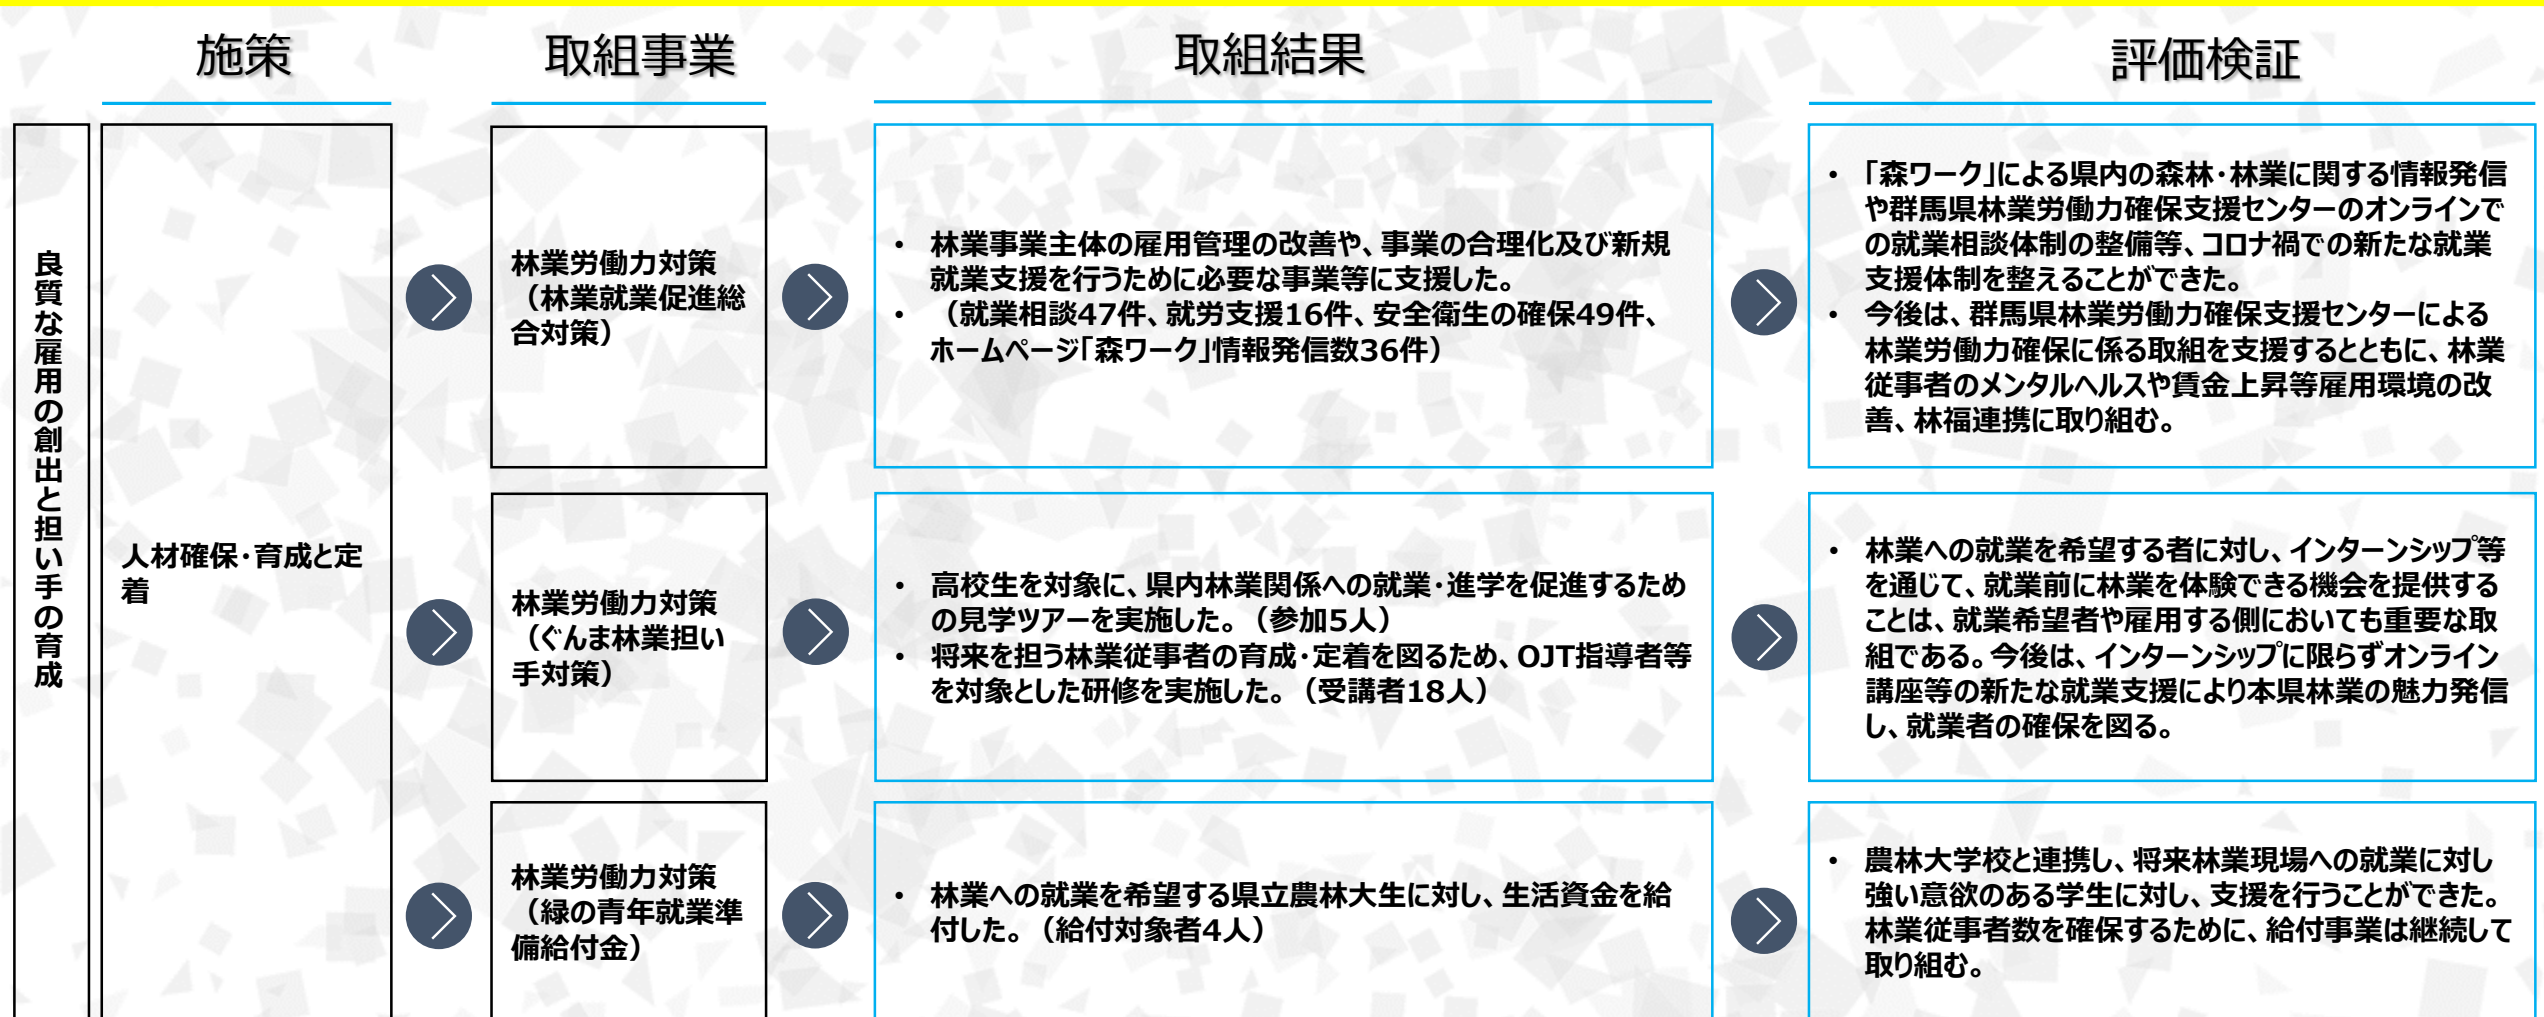 施策
取組事業
取組結果
評価検証
良質な雇用の創出と担い手の育成
人材確保・育成と定
着
林業労働力対策
（林業就業促進総
合対策）
• 林業事業主体の雇用管理の改善や、事業の合理化及び新規
就業支援を行うために必要な事業等に支援した。
• （就業相談47件、就労支援16件、安全衛生の確保49件、
ホームページ「森ワーク」情報発信数36件）
• 「森ワーク」による県内の森林・林業に関する情報発信
や群馬県林業労働力確保支援センターのオンラインで
の就業相談体制の整備等、コロナ禍での新たな就業
支援体制を整えることができた。
• 今後は、群馬県林業労働力確保支援センターによる
林業労働力確保に係る取組を支援するとともに、林業
従事者のメンタルヘルスや賃金上昇等雇用環境の改
善、林福連携に取り組む。
林業労働力対策
（ぐんま林業担い
手対策）
• 高校生を対象に、県内林業関係への就業・進学を促進するため
の見学ツアーを実施した。（参加5人）
• 将来を担う林業従事者の育成・定着を図るため、OJT指導者等
を対象とした研修を実施した。（受講者18人）
• 林業への就業を希望する者に対し、インターンシップ等
を通じて、就業前に林業を体験できる機会を提供する
ことは、就業希望者や雇用する側においても重要な取
組である。今後は、インターンシップに限らずオンライン
講座等の新たな就業支援により本県林業の魅力発信
し、就業者の確保を図る。
林業労働力対策
（緑の青年就業準
備給付金）
• 林業への就業を希望する県立農林大生に対し、生活資金を給
付した。（給付対象者4人）
• 農林大学校と連携し、将来林業現場への就業に対し
強い意欲のある学生に対し、支援を行うことができた。
林業従事者数を確保するために、給付事業は継続して
取り組む。